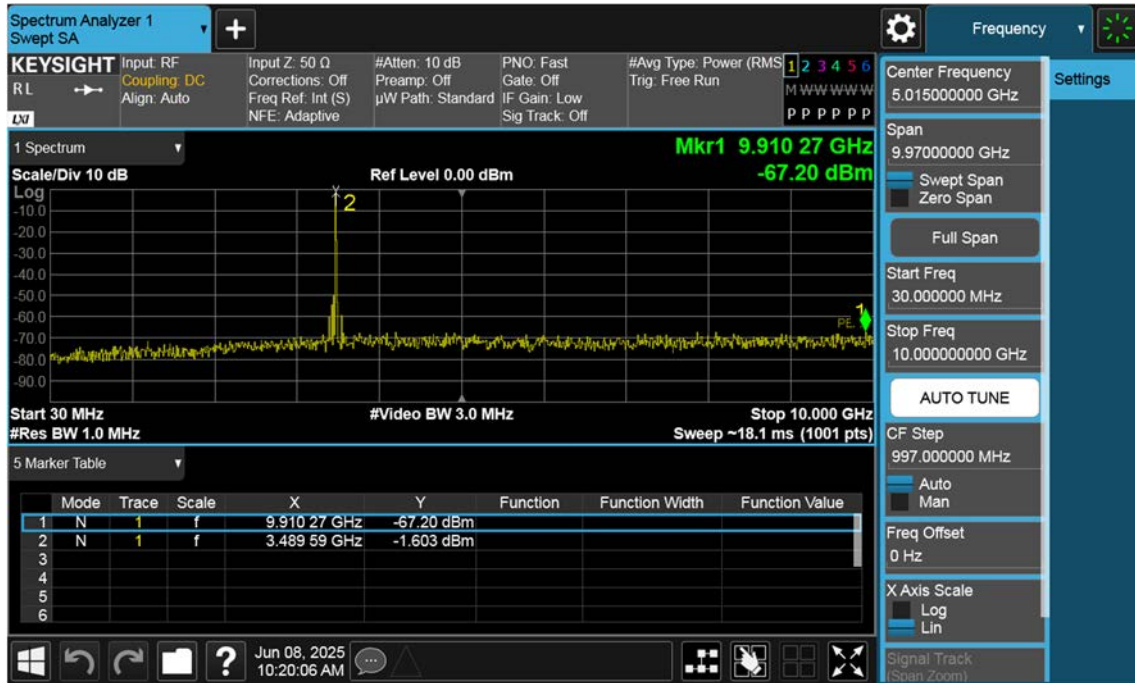 Spectrum Analyzer 1
Swept SA
Frequency
KEYSIGHT
RL
LXI
Input: RF
Coupling: DC
Align: Auto
Input Z: 50 Ω
Corrections: Off
Freq Ref: Int (S)
NFE: Adaptive
#Atten: 10 dB
Preamp: Off
µW Path: Standard
PNO: Fast
Gate: Off
IF Gain: Low
Sig Track: Off
#Avg Type: Power (RMS
Trig: Free Run
1 2 3 4 5 6
M W W W W W
P P P P P P
1 Spectrum
Scale/Div 10 dB
Ref Level 0.00 dBm
Mkr1 9.910 27 GHz
-67.20 dBm
Log
-10.0
-20.0
-30.0
-40.0
-50.0
-60.0
-70.0
-80.0
-90.0
2
1
Start 30 MHz
#Video BW 3.0 MHz
Stop 10.000 GHz
#Res BW 1.0 MHz
Sweep ~18.1 ms (1001 pts)
5 Marker Table
Mode Trace Scale X Y Function Function Width Function Value
1 N 1 f 9.910 27 GHz -67.20 dBm
2 N 1 f 3.489 59 GHz -1.603 dBm
3
4
5
6
Jun 08, 2025
10:20:06 AM
Center Frequency
5.015000000 GHz
Settings
Span
9.97000000 GHz
Swept Span
Zero Span
Full Span
Start Freq
30.000000 MHz
Stop Freq
10.000000000 GHz
AUTO TUNE
CF Step
997.000000 MHz
Auto
Man
Freq Offset
0 Hz
X Axis Scale
Log
Lin
Signal Track
(Span Zoom)